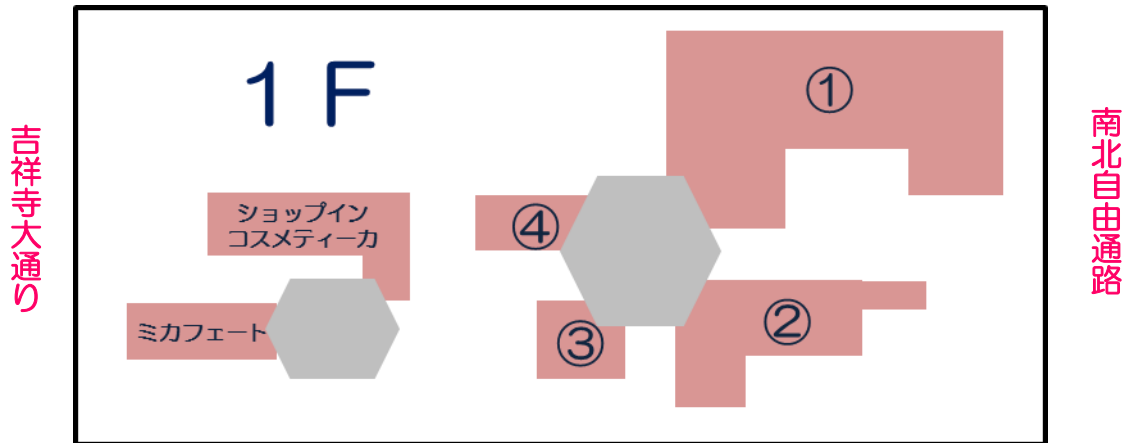 １Ｆ
吉祥寺大通り
南北自由通路
①
④
ショップイン
コスメティーカ
②
ミカフェート
③